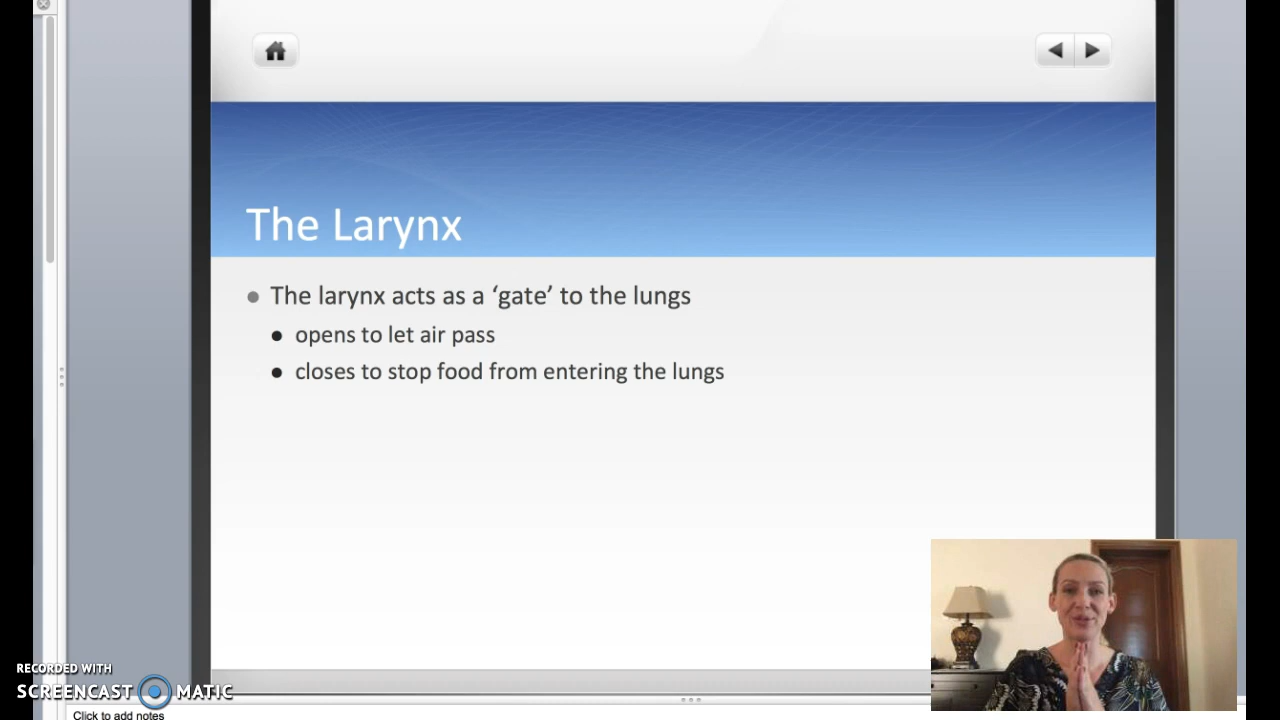 The Larynx
The larynx acts as a ‘gate’ to the lungs
opens to let air pass
closes to stop food from entering the lungs
RECORDED WITH
SCREENCAST MATIC
Click to add notes